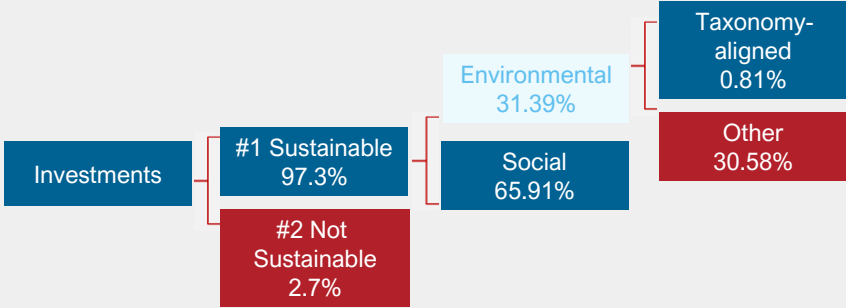 Investments
#1 Sustainable
97.3%
#2 Not
Sustainable
2.7%
Environmental
31.39%
Social
65.91%
Taxonomy-
aligned
0.81%
Other
30.58%